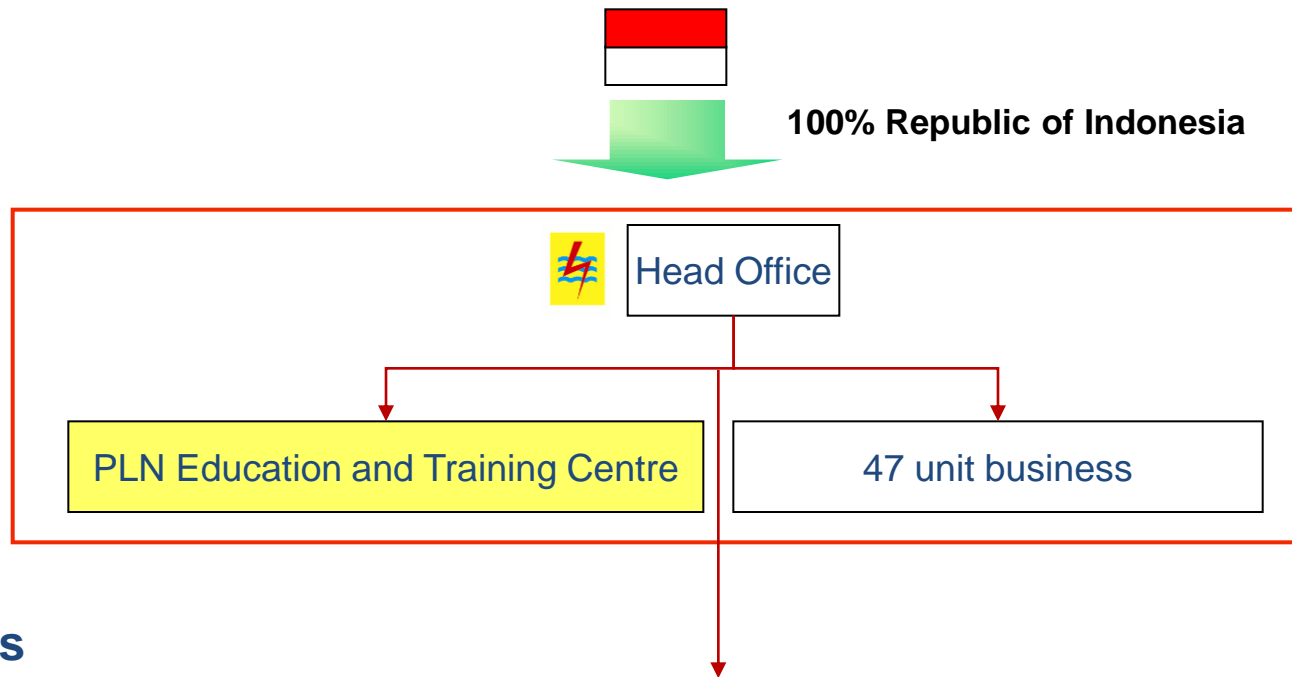 100% Republic of Indonesia
Head Office
PLN Education and Training Centre
47 unit business
s